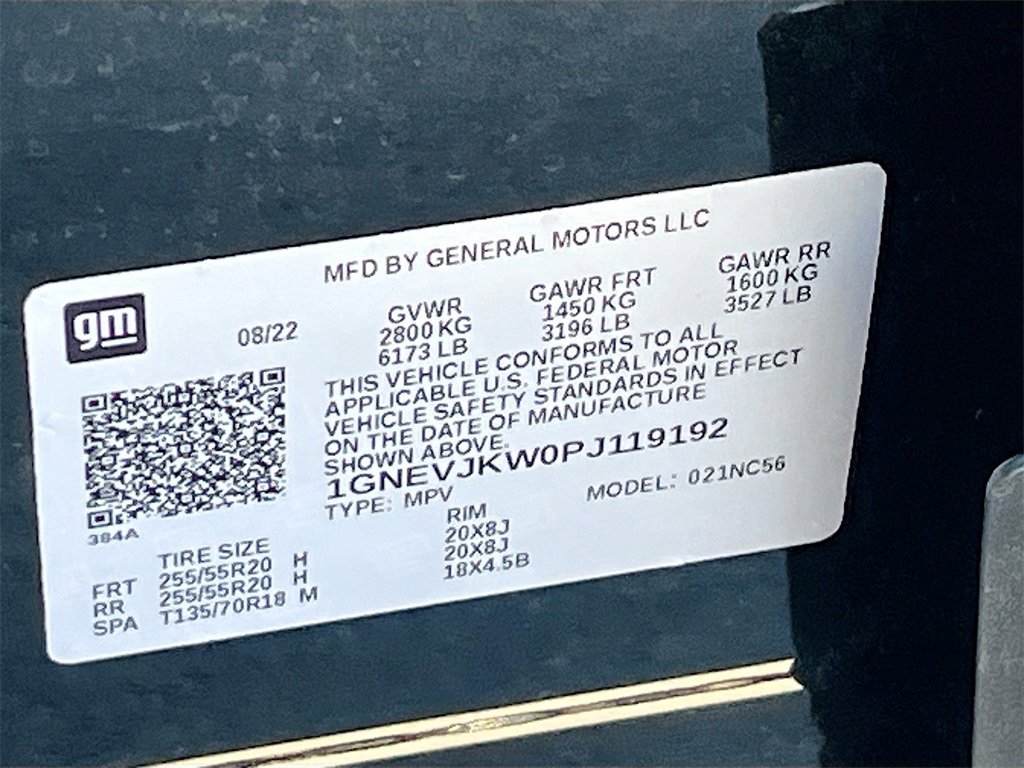 MFD BY GENERAL MOTORS LLC
gm
08/22
GVWR GAWR FRT GAWR RR
2800 KG 1450 KG 1600 KG
6173 LB 3196 LB 3527 LB
THIS VEHICLE CONFORMS TO ALL
APPLICABLE U.S. FEDERAL MOTOR
VEHICLE SAFETY STANDARDS IN EFFECT
ON THE DATE OF MANUFACTURE
SHOWN ABOVE.
1GNEVJKW0PJ119192
TYPE: MPV MODEL: 021NC56
384A
TIRE SIZE RIM
FRT 255/55R20 H 20X8J
RR 255/55R20 H 20X8J
SPA T135/70R18 M 18X4.5B